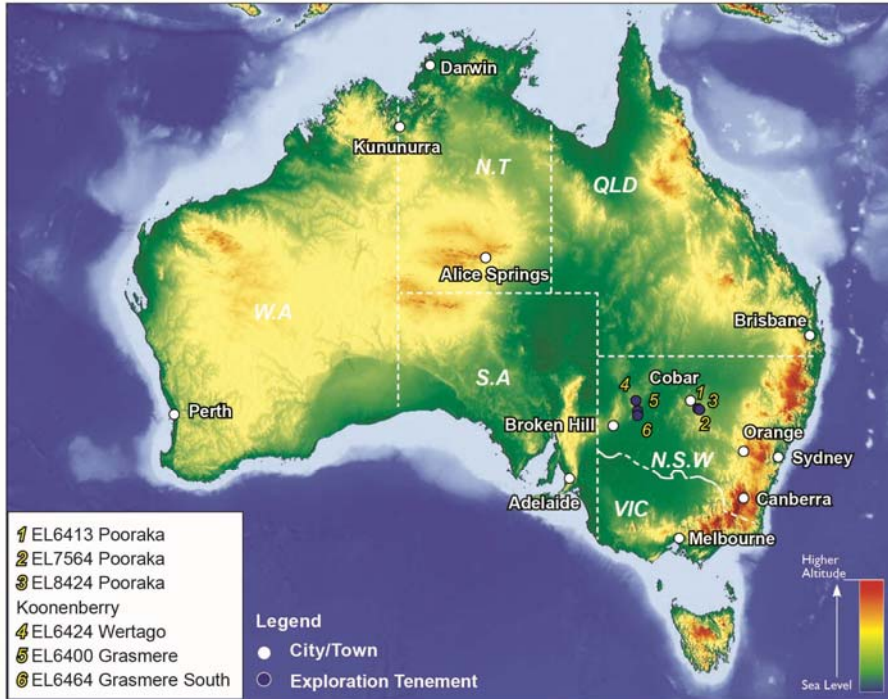 Darwin
Kununurra
N.T
QLD
Alice Springs
W.A
Brisbane
S.A
4
Cobar
5
1
3
Perth
Broken Hill
6
2
Orange
N.S.W
Sydney
Adelaide
VIC
Canberra
Melbourne
1 EL6413 Pooraka
2 EL7564 Pooraka
3 EL8424 Pooraka
Koonenberry
4 EL6424 Wertago
5 EL6400 Grasmere
6 EL6464 Grasmere South
Legend
City/Town
Exploration Tenement
Higher
Altitude
Sea Level